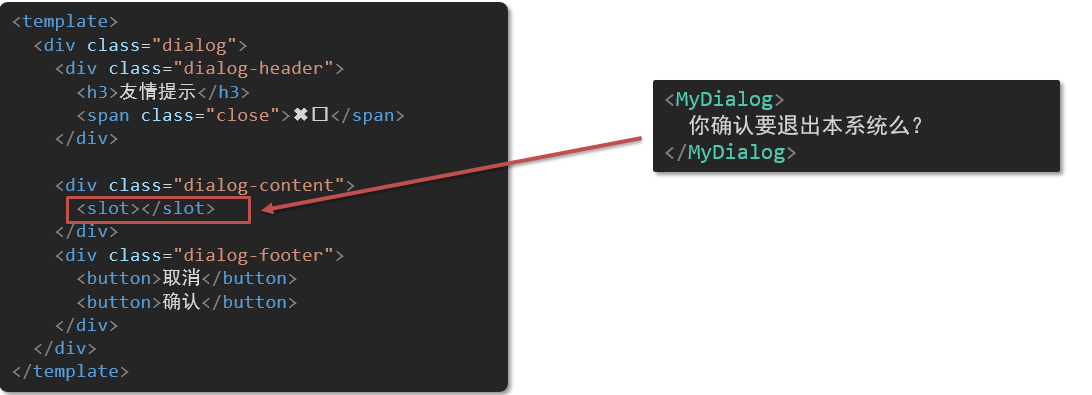 <template>
  <div class="dialog">
    <div class="dialog-header">
      <h3>友情提示</h3>
      <span class="close">✖️</span>
    </div>

    <div class="dialog-content">
      <slot></slot>
    </div>
    <div class="dialog-footer">
      <button>取消</button>
      <button>确认</button>
    </div>
  </div>
</template>
<MyDialog>
  你确认要退出本系统么?
</MyDialog>